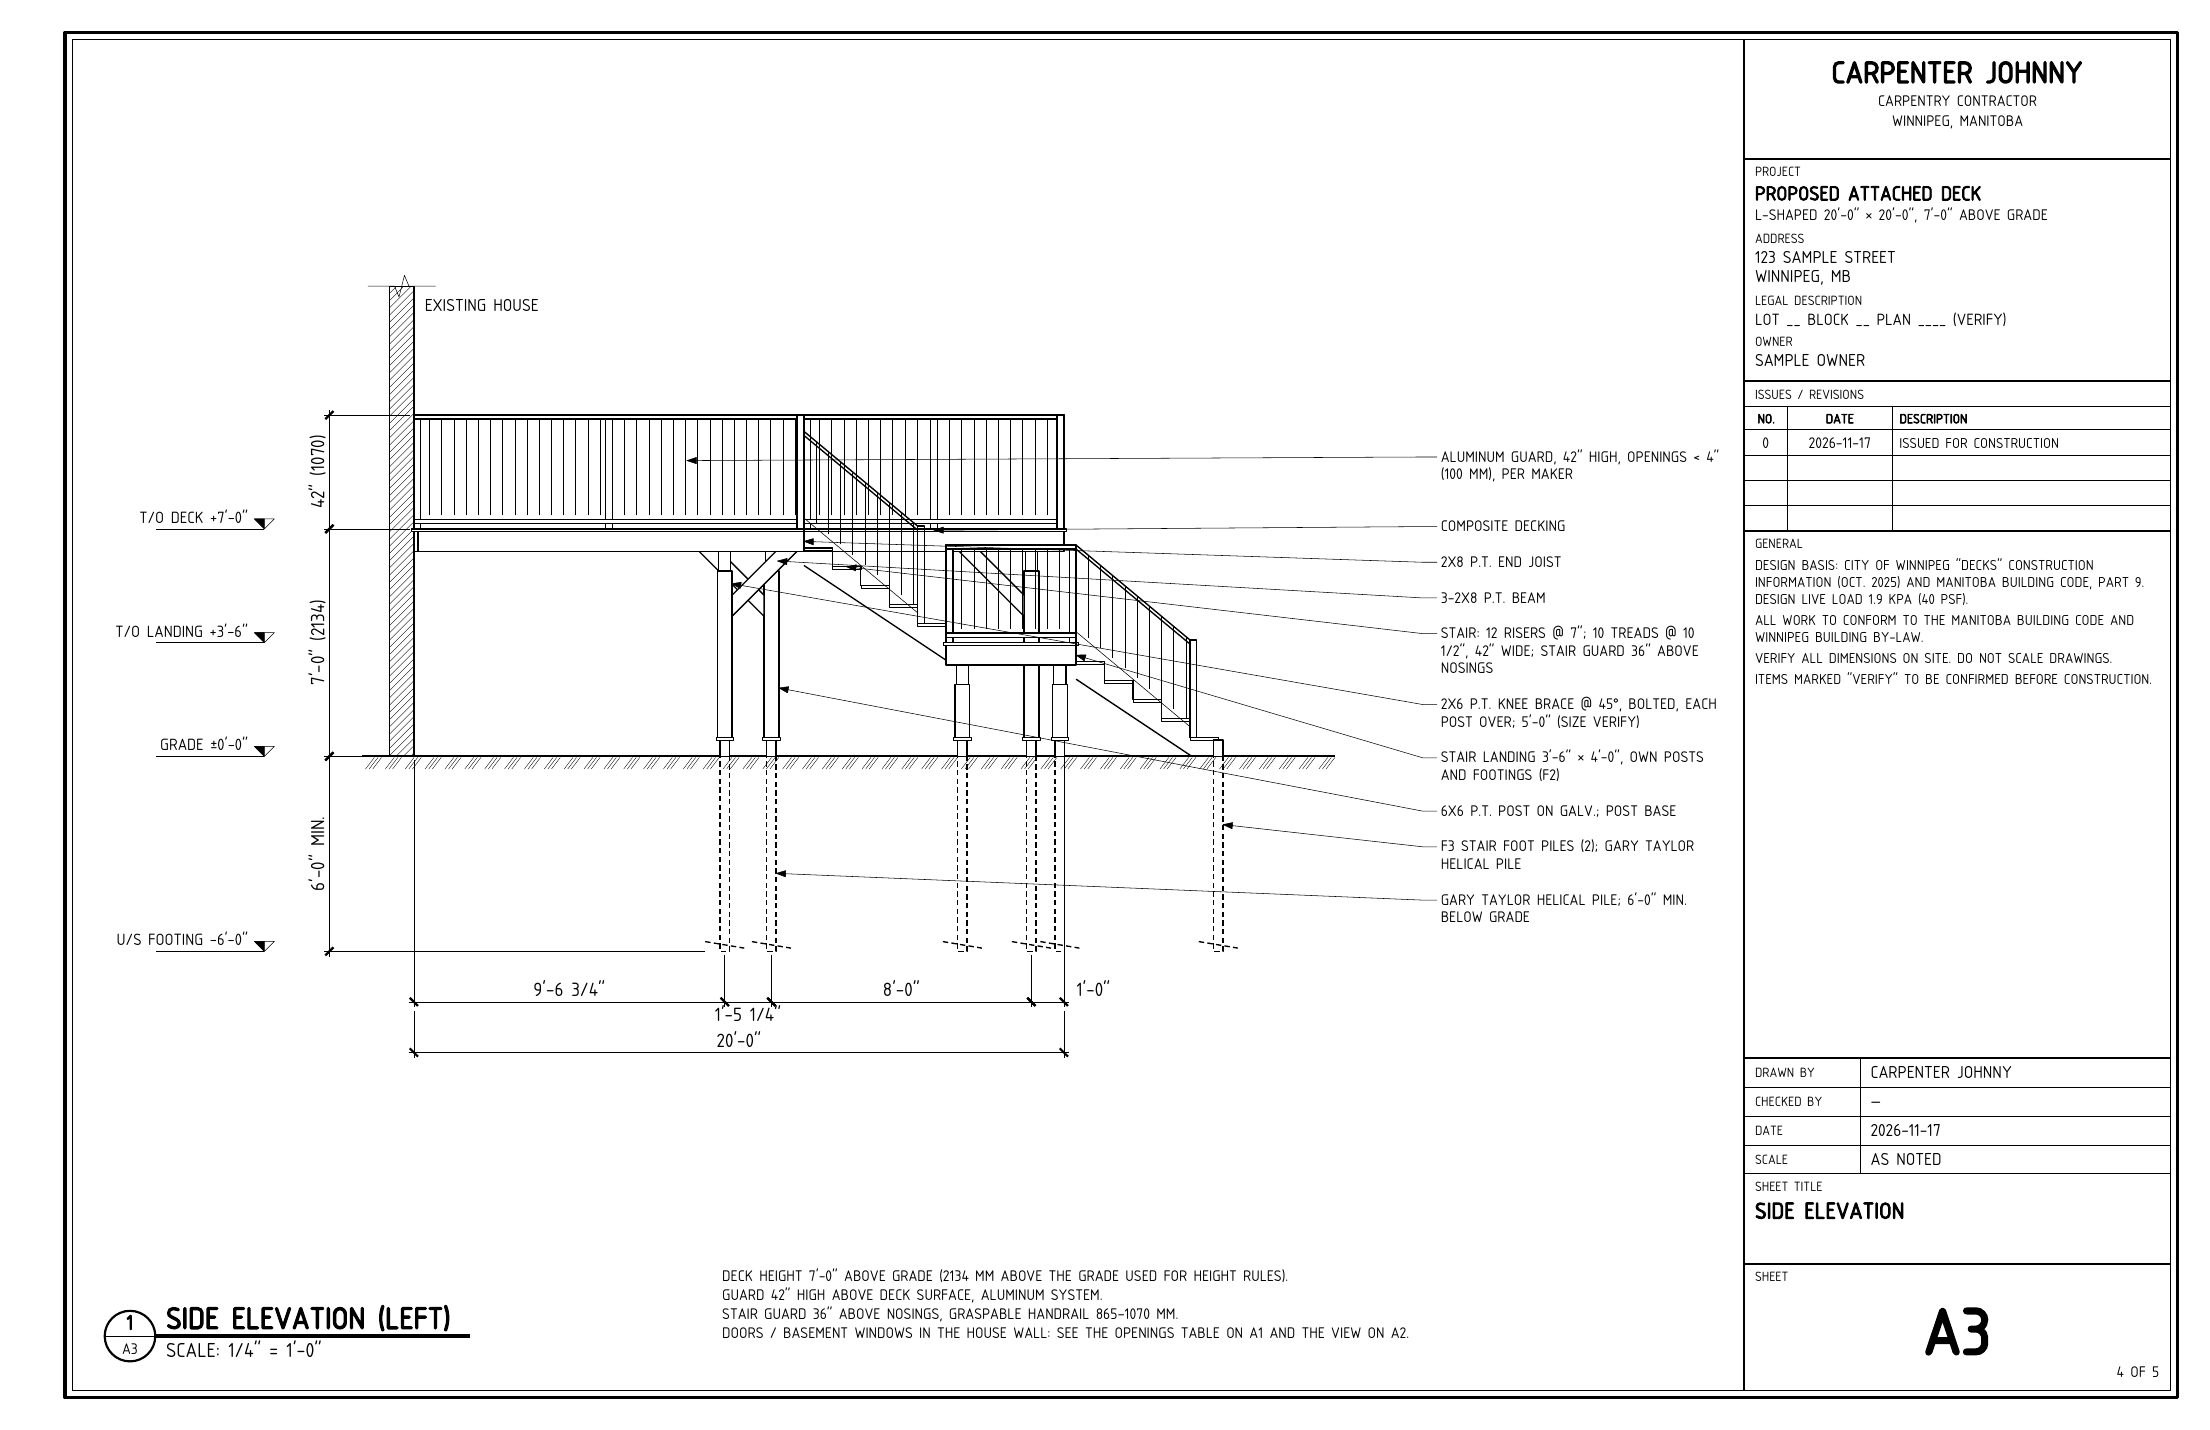 CARPENTER JOHNNY
CARPENTRY CONTRACTOR
WINNIPEG, MANITOBA
PROJECT
PROPOSED ATTACHED DECK
L-SHAPED 20'-0" × 20'-0", 7'-0" ABOVE GRADE
ADDRESS
123 SAMPLE STREET
WINNIPEG, MB
LEGAL DESCRIPTION
LOT __ BLOCK __ PLAN ____ (VERIFY)
OWNER
SAMPLE OWNER
ISSUES / REVISIONS
NO. DATE DESCRIPTION
0 2026-11-17 ISSUED FOR CONSTRUCTION
GENERAL
DESIGN BASIS: CITY OF WINNIPEG "DECKS" CONSTRUCTION
INFORMATION (OCT. 2025) AND MANITOBA BUILDING CODE, PART 9.
DESIGN LIVE LOAD 1.9 KPA (40 PSF).
ALL WORK TO CONFORM TO THE MANITOBA BUILDING CODE AND
WINNIPEG BUILDING BY-LAW.
VERIFY ALL DIMENSIONS ON SITE. DO NOT SCALE DRAWINGS.
ITEMS MARKED "VERIFY" TO BE CONFIRMED BEFORE CONSTRUCTION.
DRAWN BY CARPENTER JOHNNY
CHECKED BY —
DATE 2026-11-17
SCALE AS NOTED
SHEET TITLE
SIDE ELEVATION
SHEET
A3
4 OF 5
EXISTING HOUSE
42" (1070)
T/O DECK +7'-0"
7'-0" (2134)
T/O LANDING +3'-6"
GRADE ±0'-0"
6'-0" MIN.
U/S FOOTING -6'-0"
9'-6 3/4"
1'-5 1/4"
8'-0"
1'-0"
20'-0"
ALUMINUM GUARD, 42" HIGH, OPENINGS < 4"
(100 MM), PER MAKER
COMPOSITE DECKING
2X8 P.T. END JOIST
3-2X8 P.T. BEAM
STAIR: 12 RISERS @ 7"; 10 TREADS @ 10
1/2", 42" WIDE; STAIR GUARD 36" ABOVE
NOSINGS
2X6 P.T. KNEE BRACE @ 45°, BOLTED, EACH
POST OVER; 5'-0" (SIZE VERIFY)
STAIR LANDING 3'-6" × 4'-0", OWN POSTS
AND FOOTINGS (F2)
6X6 P.T. POST ON GALV.; POST BASE
F3 STAIR FOOT PILES (2); GARY TAYLOR
HELICAL PILE
GARY TAYLOR HELICAL PILE; 6'-0" MIN.
BELOW GRADE
DECK HEIGHT 7'-0" ABOVE GRADE (2134 MM ABOVE THE GRADE USED FOR HEIGHT RULES).
GUARD 42" HIGH ABOVE DECK SURFACE, ALUMINUM SYSTEM.
STAIR GUARD 36" ABOVE NOSINGS, GRASPABLE HANDRAIL 865-1070 MM.
DOORS / BASEMENT WINDOWS IN THE HOUSE WALL: SEE THE OPENINGS TABLE ON A1 AND THE VIEW ON A2.
1
A3
SIDE ELEVATION (LEFT)
SCALE: 1/4" = 1'-0"